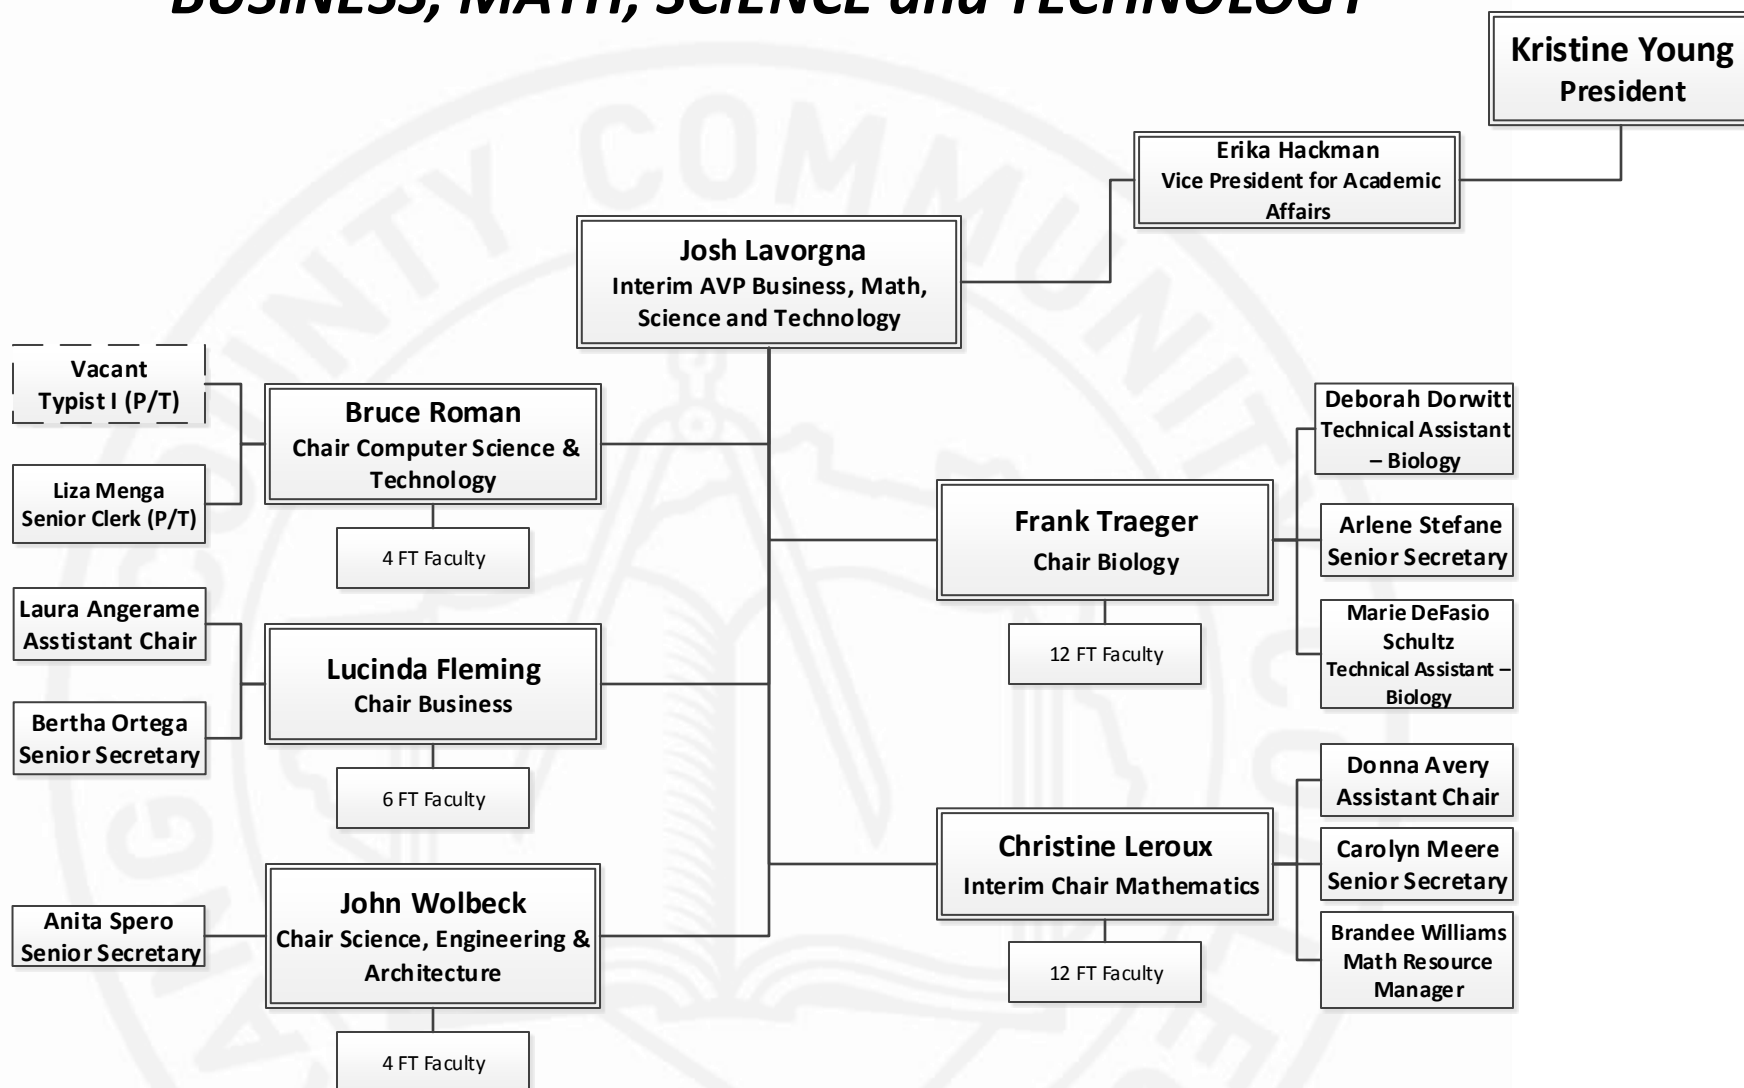 BUSINESS, MATH, SCIENCE and TECHNOLOGY
Kristine Young
President
Erika Hackman
Vice President for Academic
Affairs
Josh Lavorgna
Interim AVP Business, Math,
Science and Technology
Vacant
Typist I (P/T)
Bruce Roman
Chair Computer Science &
Technology
Liza Menga
Senior Clerk (P/T)
4 FT Faculty
Laura Angerame
Asstistant Chair
Lucinda Fleming
Chair Business
Bertha Ortega
Senior Secretary
6 FT Faculty
John Wolbeck
Chair Science, Engineering &
Architecture
Anita Spero
Senior Secretary
4 FT Faculty
Deborah Dorwitt
Technical Assistant
– Biology
Frank Traeger
Chair Biology
Arlene Stefane
Senior Secretary
Marie DeFasio
Schultz
Technical Assistant –
Biology
12 FT Faculty
Donna Avery
Assistant Chair
Christine Leroux
Interim Chair Mathematics
Carolyn Meere
Senior Secretary
Brandee Williams
Math Resource
Manager
12 FT Faculty
COUNTY COMMUNITY